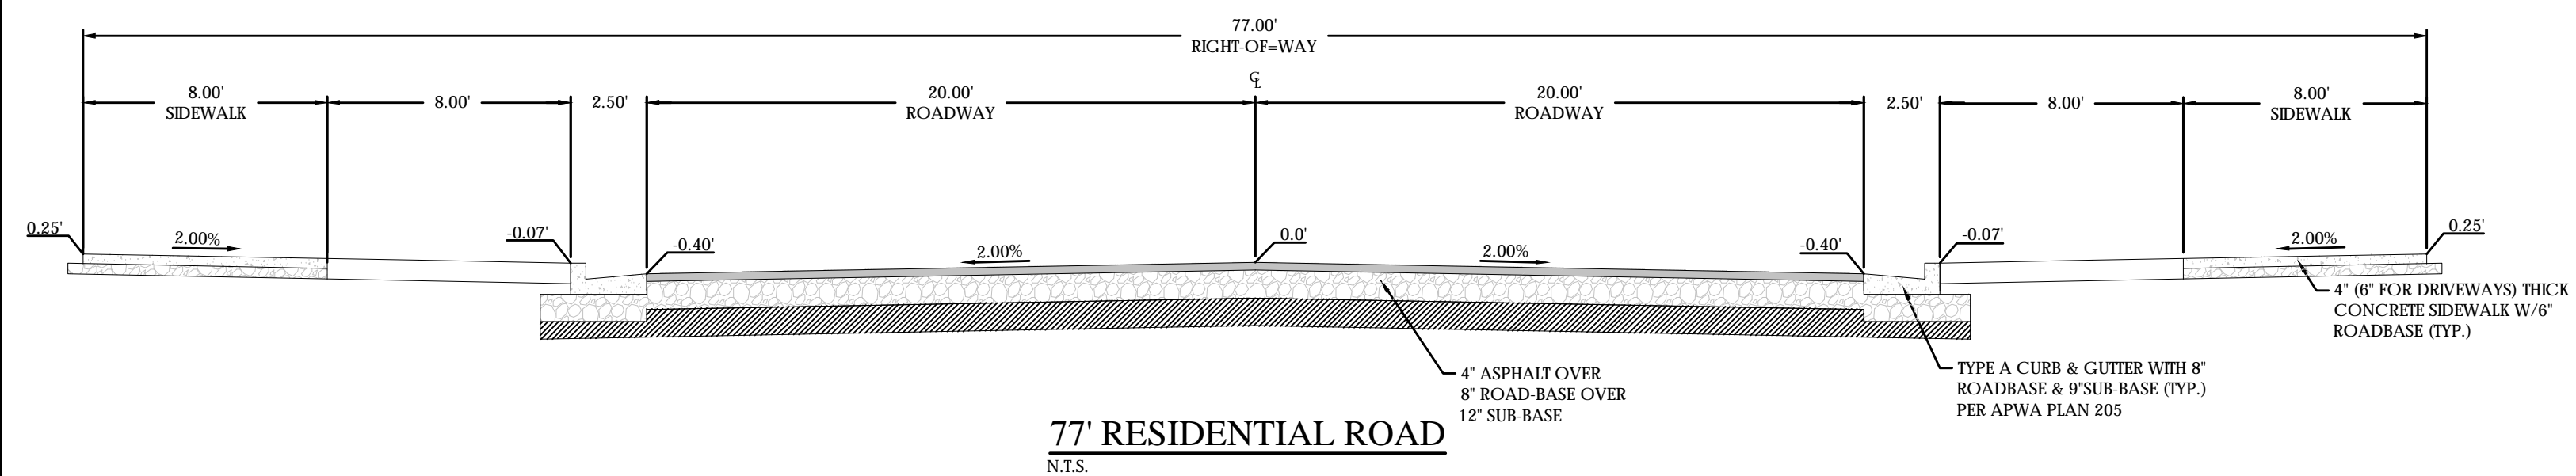 77.00'
RIGHT-OF=WAY
CL
8.00'
SIDEWALK
8.00'
2.50'
20.00'
ROADWAY
20.00'
ROADWAY
2.50'
8.00'
8.00'
SIDEWALK
0.25'
2.00%
-0.07'
-0.40'
2.00%
0.0'
2.00%
-0.40'
-0.07'
2.00%
0.25'
4" (6" FOR DRIVEWAYS) THICK
CONCRETE SIDEWALK W/6"
ROADBASE (TYP.)
4" ASPHALT OVER
8" ROAD-BASE OVER
12" SUB-BASE
TYPE A CURB & GUTTER WITH 8"
ROADBASE & 9"SUB-BASE (TYP.)
PER APWA PLAN 205
77' RESIDENTIAL ROAD
N.T.S.